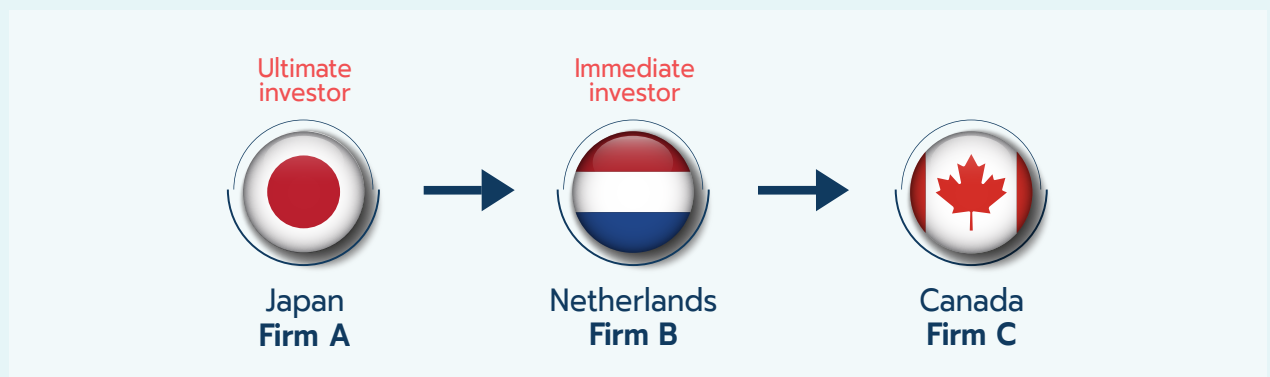 Ultimate
investor
Immediate
investor
Japan
Firm A
Netherlands
Firm B
Canada
Firm C